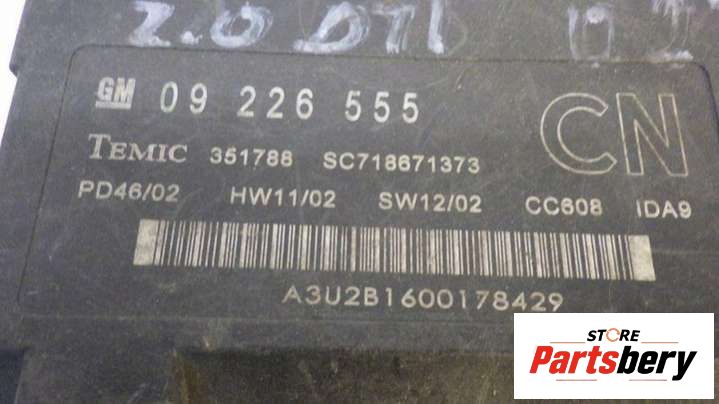 2.0 DTI
GM 09 226 555 CN
TEMIC 351788 SC718671373
PD46/02 HW11/02 SW12/02 CC608 IDA9
A3U2B1600178429
STORE
Partsbery